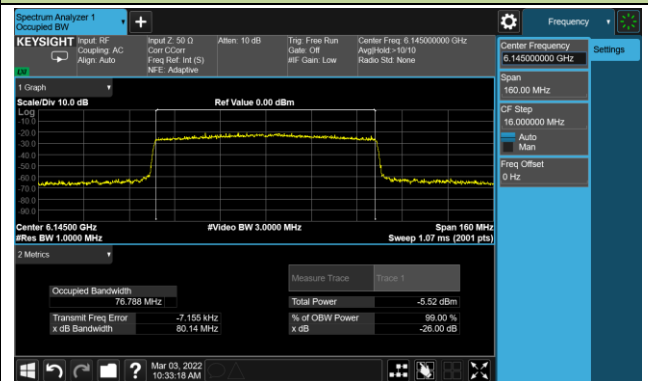 Spectrum Analyzer 1
Occupied BW
Frequency
KEYSIGHT
Input: RF
Coupling: AC
Align: Auto
Input Z: 50 Ω
Corr CCorr
Freq Ref: Int (S)
NFE: Adaptive
Atten: 10 dB
Trig: Free Run
Gate: Off
#IF Gain: Low
Center Freq: 6.145000000 GHz
Avg|Hold:>10/10
Radio Std: None
Center Frequency
6.145000000 GHz
Settings
Span
160.00 MHz
CF Step
16.000000 MHz
Auto
Man
Freq Offset
0 Hz
1 Graph
Scale/Div 10.0 dB
Ref Value 0.00 dBm
Log
-10.0
-20.0
-30.0
-40.0
-50.0
-60.0
-70.0
-80.0
-90.0
Center 6.14500 GHz
#Video BW 3.0000 MHz
Span 160 MHz
#Res BW 1.0000 MHz
Sweep 1.07 ms (2001 pts)
2 Metrics
Measure Trace
Trace 1
Occupied Bandwidth
76.788 MHz
Total Power
-5.52 dBm
Transmit Freq Error
-7.155 kHz
% of OBW Power
99.00 %
x dB Bandwidth
80.14 MHz
x dB
-26.00 dB
Mar 03, 2022
10:33:18 AM